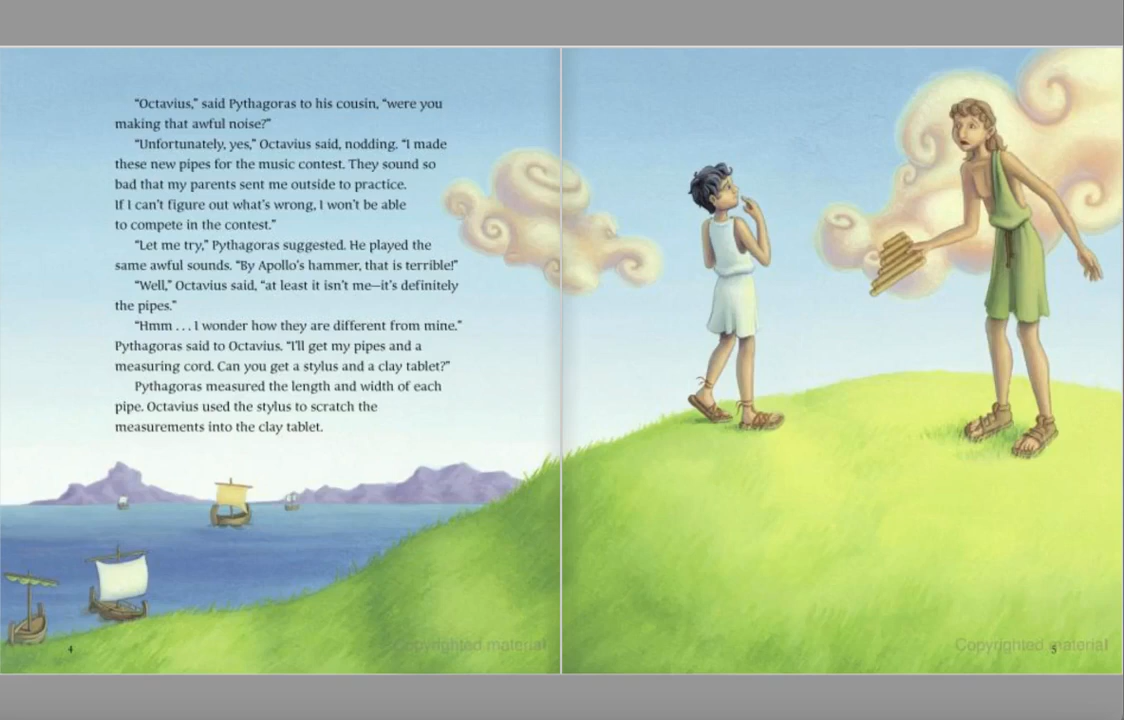 “Octavius,” said Pythagoras to his cousin, “were you
making that awful noise?”
“Unfortunately, yes,” Octavius said, nodding. “I made
these new pipes for the music contest. They sound so
bad that my parents sent me outside to practice.
If I can’t figure out what’s wrong, I won’t be able
to compete in the contest.”
“Let me try,” Pythagoras suggested. He played the
same awful sounds. “By Apollo’s hammer, that is terrible!”
“Well,” Octavius said, “at least it isn’t me—it’s definitely
the pipes.”
“Hmm . . . I wonder how they are different from mine.”
Pythagoras said to Octavius. “I’ll get my pipes and a
measuring cord. Can you get a stylus and a clay tablet?”
Pythagoras measured the length and width of each
pipe. Octavius used the stylus to scratch the
measurements into the clay tablet.
4
Copyrighted material
Copyrighted material
5